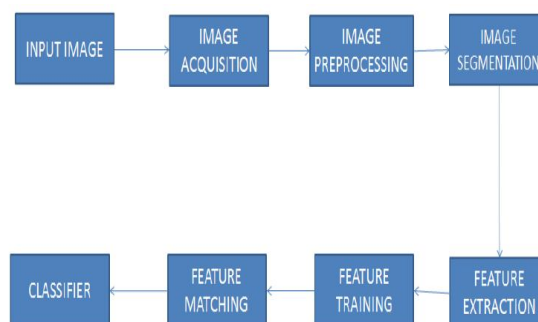 INPUT IMAGE
IMAGE
ACQUISITION
IMAGE
PREPROCESSING
IMAGE
SEGMENTATION
FEATURE
EXTRACTION
FEATURE
TRAINING
FEATURE
MATCHING
CLASSIFIER